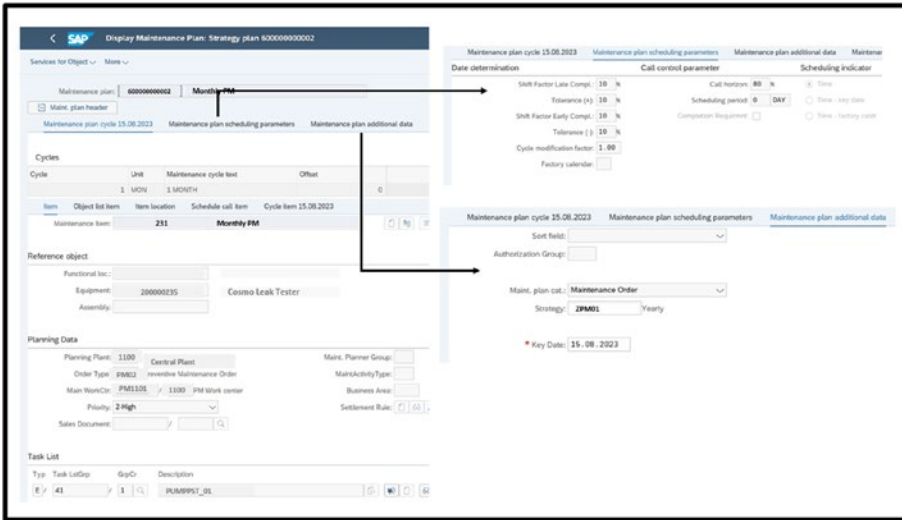 SAP Display Maintenance Plan: Strategy plan 600000000002
Services for Object More
Maintenance plan: 600000000002 Monthly PM
Maint. plan header
Maintenance plan cycle 15.08.2023 Maintenance plan scheduling parameters Maintenance plan additional data
Cycles
Cycle Unit Maintenance cycle text Offset
1 MON 1 MONTH 0
Item Object list item Item location Schedule call item Cycle item 15.08.2023
Maintenance Item: 231 Monthly PM
Reference object
Functional loc.:
Equipment: 200000235 Cosmo Leak Tester
Assembly:
Planning Data
Planning Plant: 1100 Central Plant Maint. Planner Group:
Order Type: PM02 reventive Maintenance Order MaintActivityType:
Main WorkCtr: PM1101 / 1100 PM Work center Business Area:
Priority: 2-High Settlement Rule:
Sales Document: /
Task List
Typ Task LstGrp GrpCr Description
E / 41 / 1 PUMPPST_01
Maintenance plan cycle 15.08.2023 Maintenance plan scheduling parameters Maintenance plan additional data Maintenar
Date determination Call control parameter Scheduling indicator
Shift Factor Late Compl.: 10 % Call horizon: 80 % Time
Tolerance (+): 10 % Scheduling period: 0 DAY Time - key date
Shift Factor Early Compl.: 10 % Completion Requirement: Time - factory calen
Tolerance (-): 10 %
Cycle modification factor: 1.00
Factory calendar:
Maintenance plan cycle 15.08.2023 Maintenance plan scheduling parameters Maintenance plan additional data
Sort field:
Authorization Group:
Maint. plan cat.: Maintenance Order
Strategy: ZPM01 Yearly
* Key Date: 15.08.2023